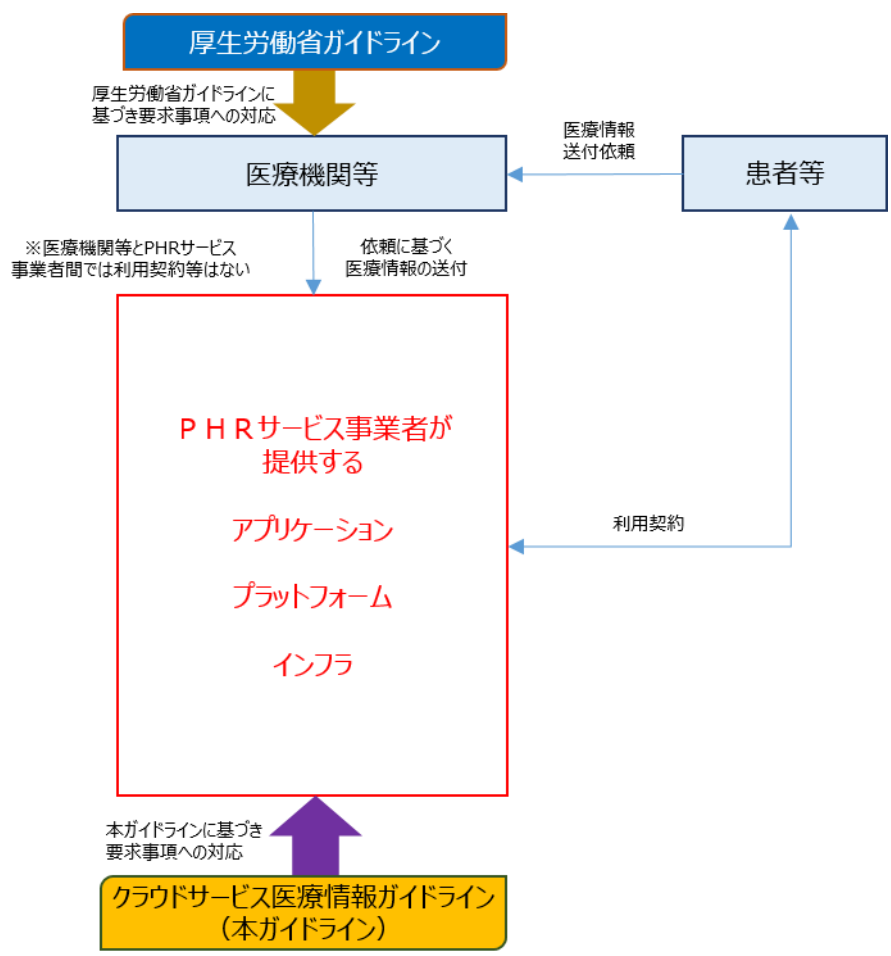 厚生労働省ガイドライン
厚生労働省ガイドラインに
基づき要求事項への対応
医療機関等
医療情報
送付依頼
患者等
※医療機関等とPHRサービス
事業者間では利用契約等はない
依頼に基づく
医療情報の送付
ＰＨＲサービス事業者が
提供する
アプリケーション
プラットフォーム
インフラ
利用契約
本ガイドラインに基づき
要求事項への対応
クラウドサービス医療情報ガイドライン
（本ガイドライン）